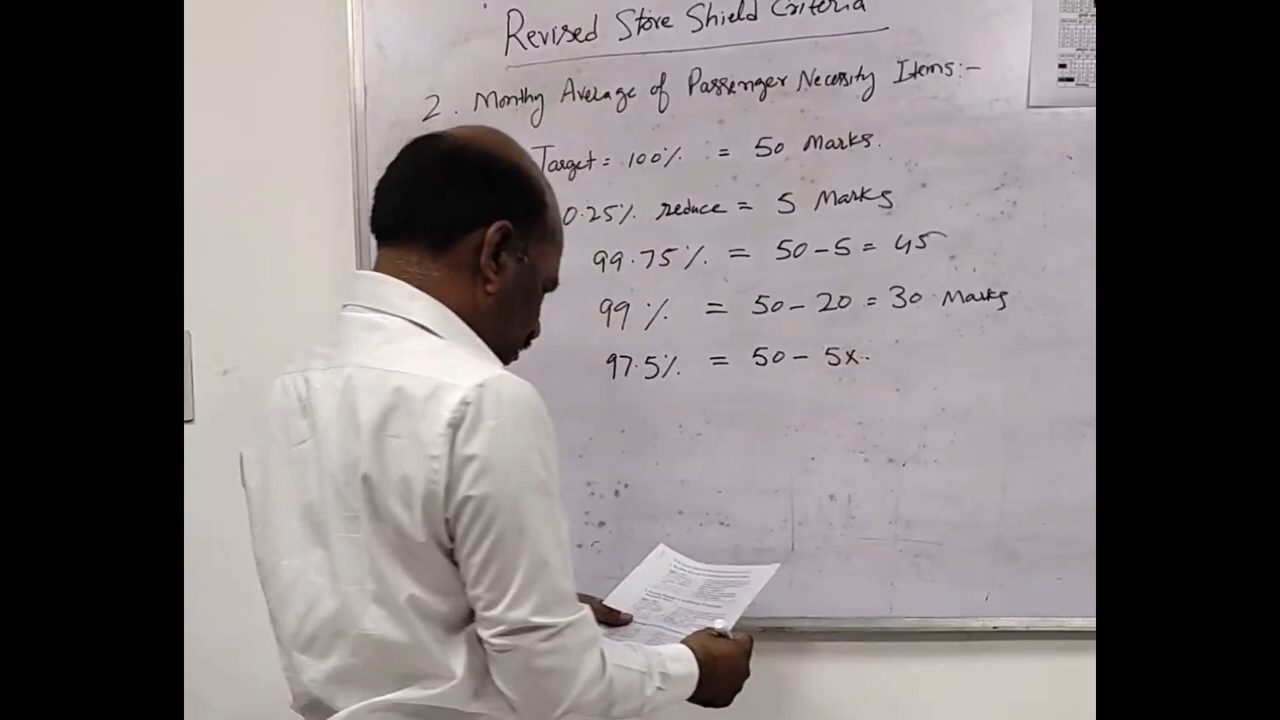 Revised Store Shield Criteria
2. Monthy Average of Passenger Necessity Items:-
Target = 100% = 50 Marks.
0.25% reduce = 5 Marks
99.75% = 50-5 = 45
99% = 50-20 = 30 Marks
97.5% = 50- 5x..